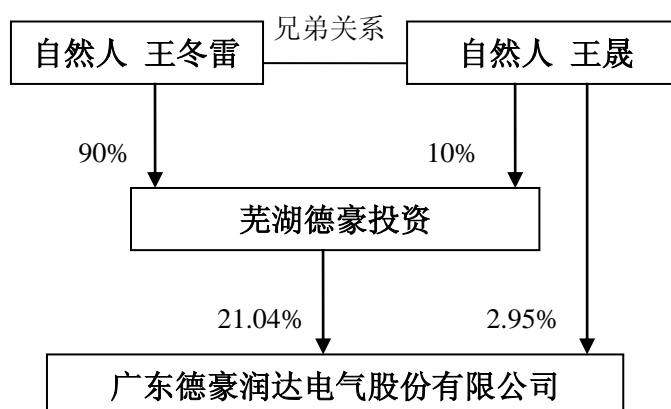 兄弟关系
自然人 王冬雷
自然人 王晟
90%
10%
芜湖德豪投资
21.04%
2.95%
广东德豪润达电气股份有限公司